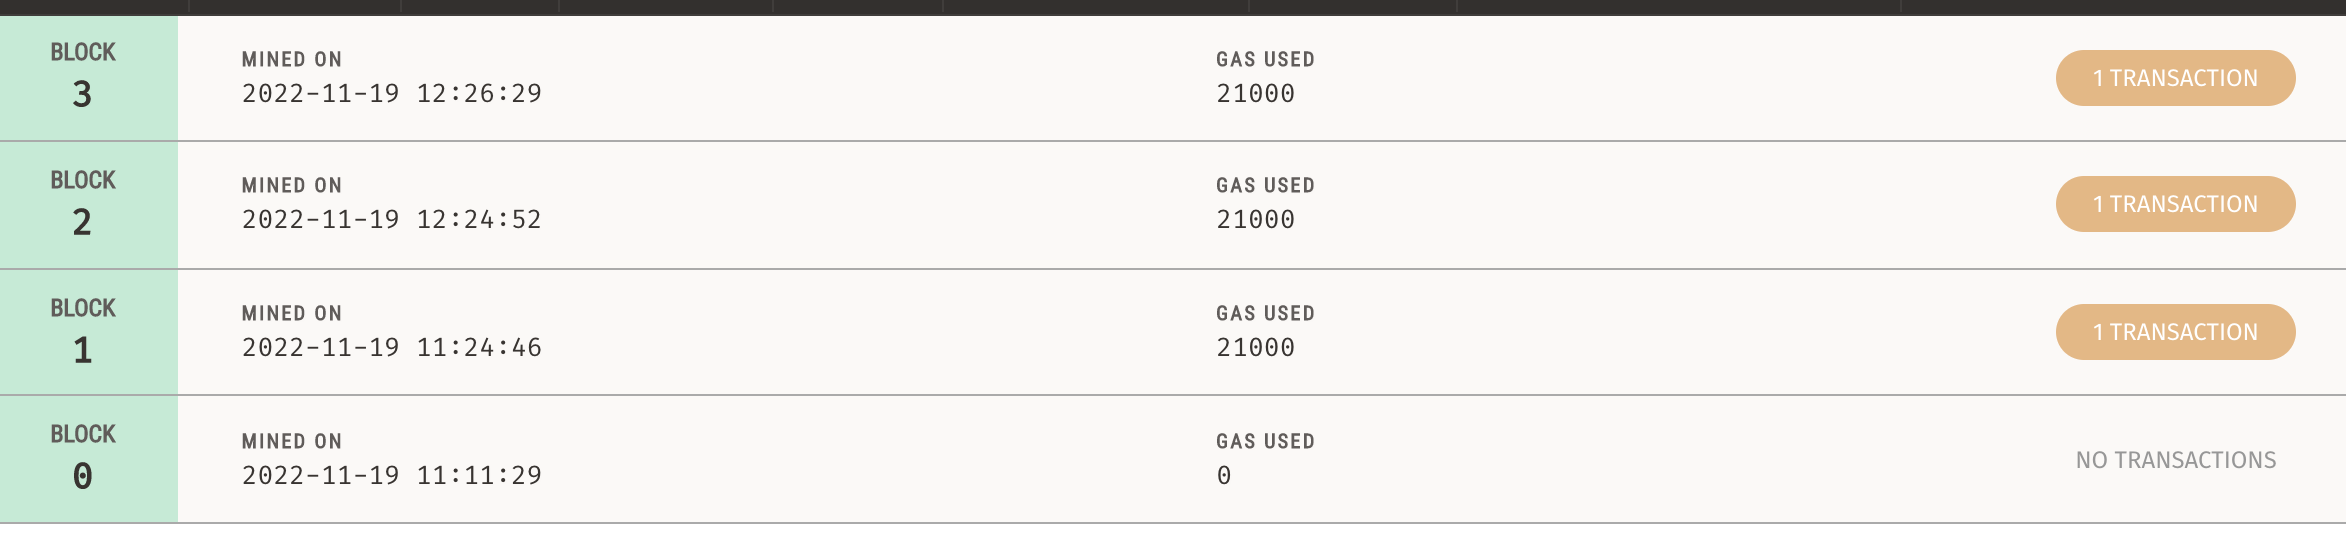 BLOCK
3
MINED ON
2022-11-19 12:26:29
GAS USED
21000
1 TRANSACTION
BLOCK
2
MINED ON
2022-11-19 12:24:52
GAS USED
21000
1 TRANSACTION
BLOCK
1
MINED ON
2022-11-19 11:24:46
GAS USED
21000
1 TRANSACTION
BLOCK
0
MINED ON
2022-11-19 11:11:29
GAS USED
0
NO TRANSACTIONS